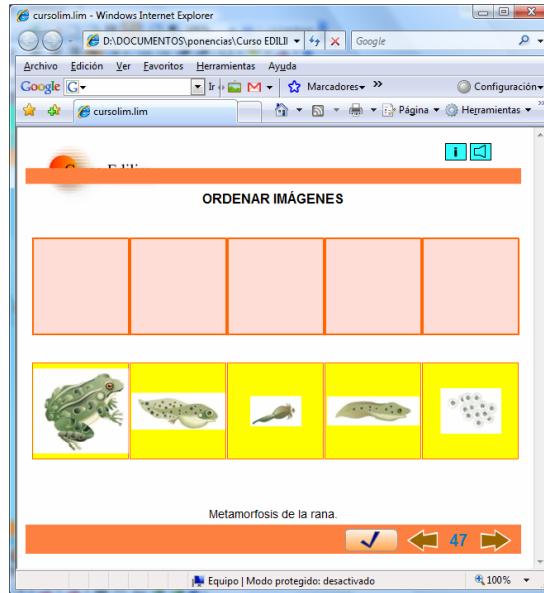 cursolim.lim - Windows Internet Explorer
D:\DOCUMENTOS\ponencias\Curso EDILII Google
Archivo Edición Ver Favoritos Herramientas Ayuda
Google G Ir Marcadores Configuración
cursolim.lim Página Herramientas
ORDENAR IMÁGENES
Metamorfosis de la rana.
47
Equipo | Modo protegido: desactivado 100%